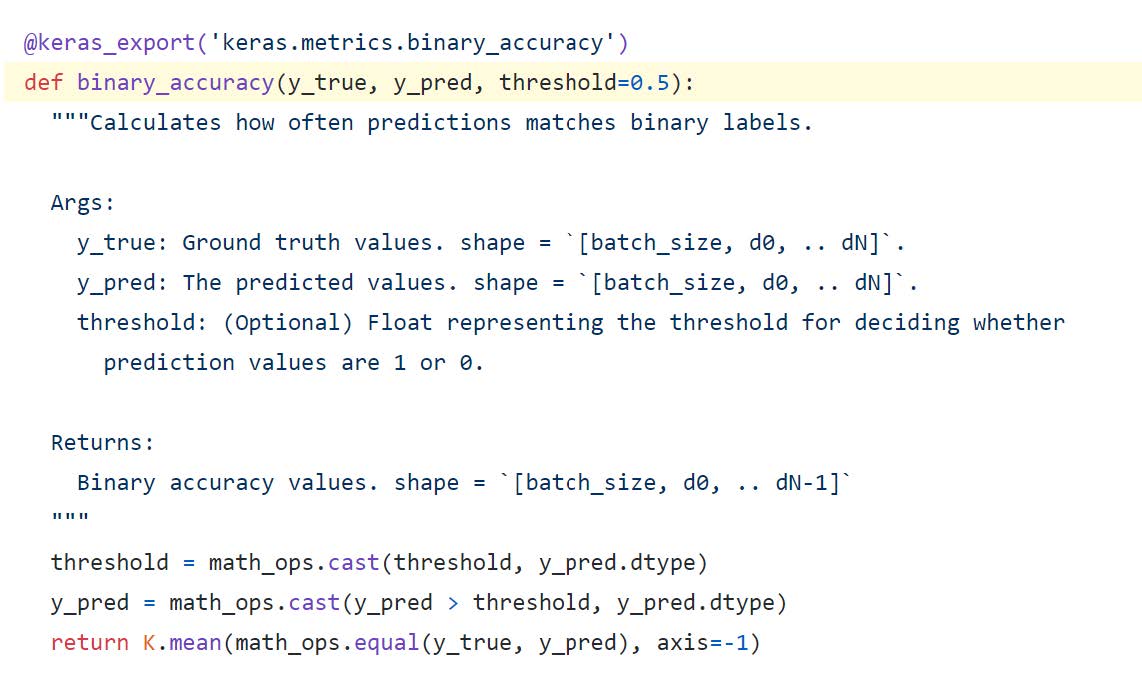 @keras_export('keras.metrics.binary_accuracy')
def binary_accuracy(y_true, y_pred, threshold=0.5):
"""Calculates how often predictions matches binary labels.
Args:
y_true: Ground truth values. shape = `[batch_size, d0, .. dN]`.
y_pred: The predicted values. shape = `[batch_size, d0, .. dN]`.
threshold: (Optional) Float representing the threshold for deciding whether
prediction values are 1 or 0.
Returns:
Binary accuracy values. shape = `[batch_size, d0, .. dN-1]`
"""
threshold = math_ops.cast(threshold, y_pred.dtype)
y_pred = math_ops.cast(y_pred > threshold, y_pred.dtype)
return K.mean(math_ops.equal(y_true, y_pred), axis=-1)